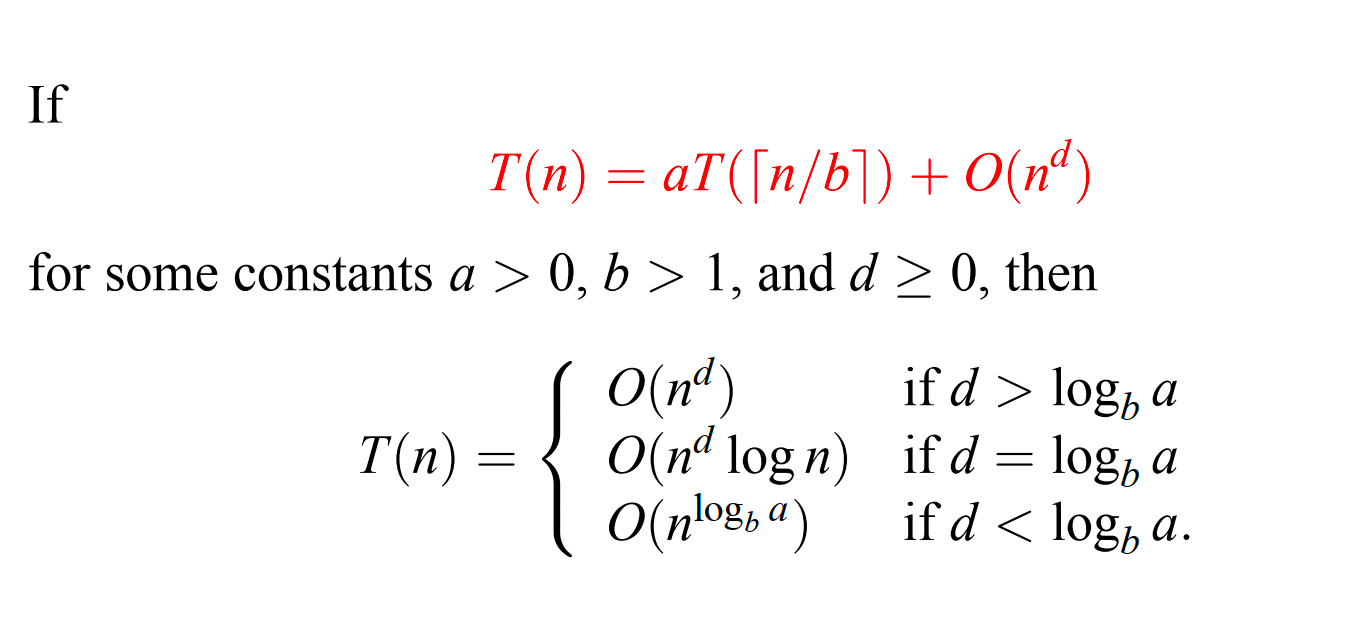 If
T(n) = aT(⌈n/b⌉) + O(n^d)
for some constants a > 0, b > 1, and d ≥ 0, then
T(n) = { O(n^d) if d > log_b a
O(n^d log n) if d = log_b a
O(n^{log_b a}) if d < log_b a.